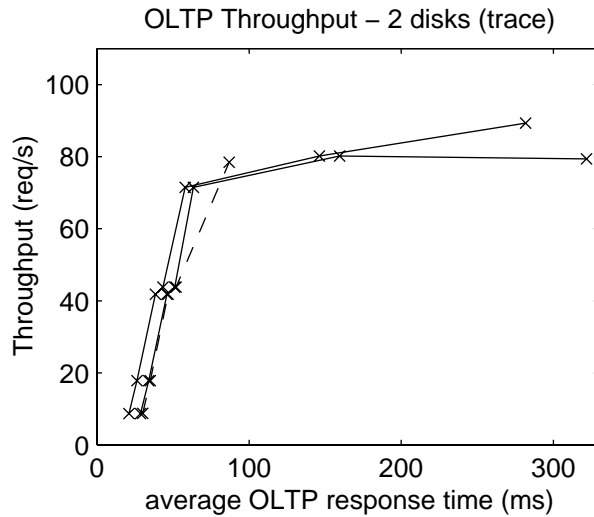 OLTP Throughput – 2 disks (trace)
100
80
60
40
20
0
Throughput (req/s)
0 100 200 300
average OLTP response time (ms)